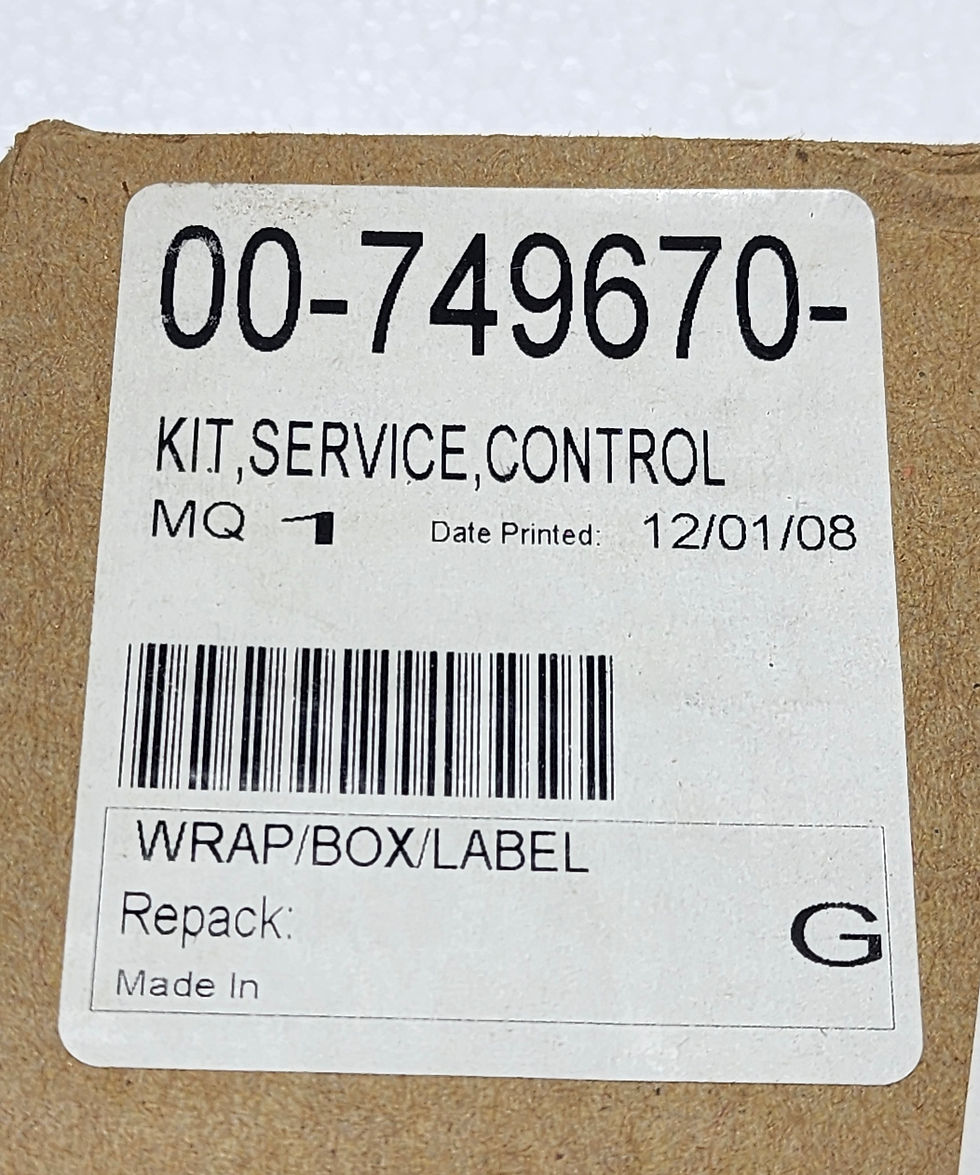 00-749670-
KIT,SERVICE,CONTROL
MQ 1 Date Printed: 12/01/08
WRAP/BOX/LABEL
Repack:
G
Made In